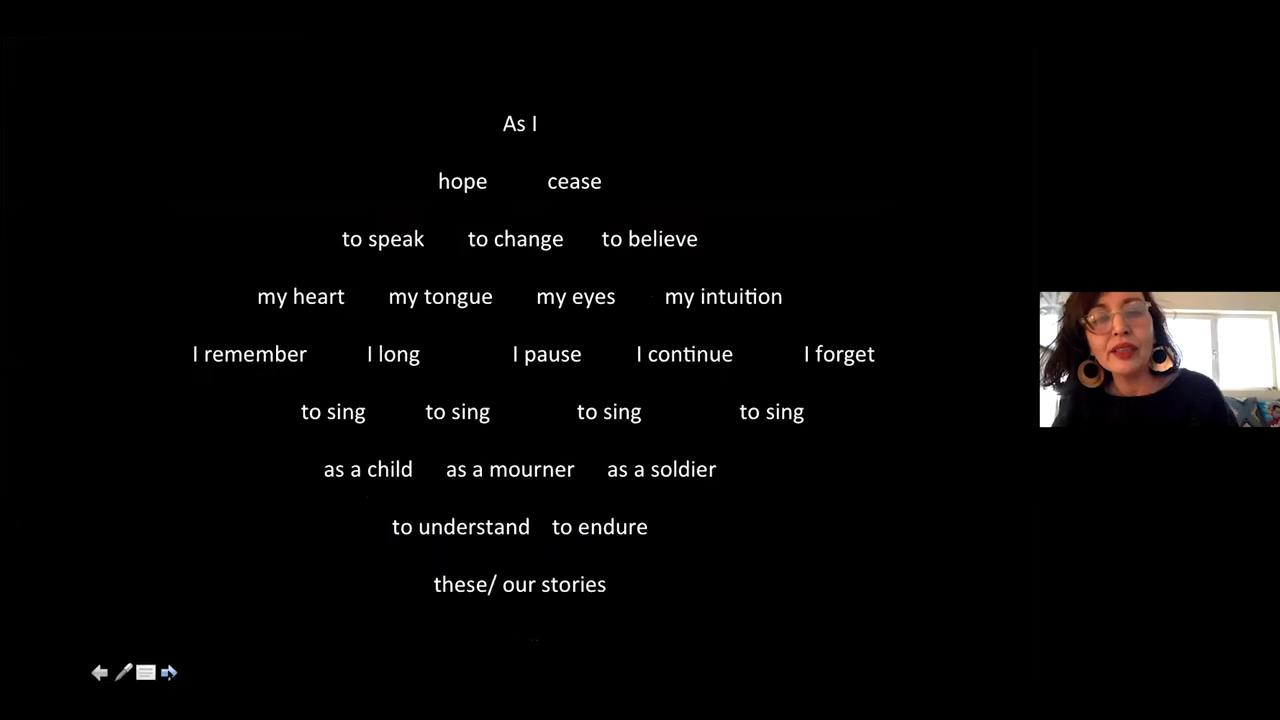 As I
hope cease
to speak to change to believe
my heart my tongue my eyes my intuition
I remember I long I pause I continue I forget
to sing to sing to sing to sing
as a child as a mourner as a soldier
to understand to endure
these/ our stories